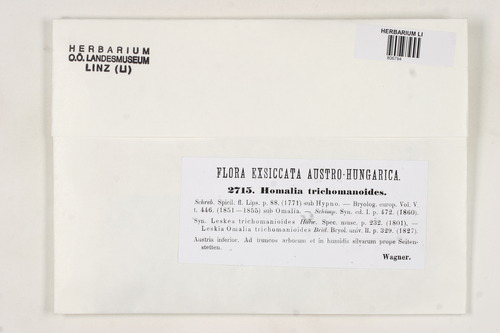 HERBARIUM
O.Ö. LANDESMUSEUM
LINZ (LI)
HERBARIUM LI
FLORA EXSICCATA AUSTRO-HUNGARICA.
2715. Homalia trichomanoides.
Schreb. Spicil. fl. Lips. p. 88. (1771) sub Hypno. — Bryolog. europ. Vol. V.
t. 446. (1851—1855) sub Omalia. — Schimp. Syn. ed. I. p. 472. (1860).
Syn. Leskea trichomanoides Hedw. Spec. musc. p. 232. (1801). —
Leskia Omalia trichomanoides Brid. Bryol. univ. II. p. 329. (1827).
Austria inferior. Ad truncos arborum et in humidis silvarum prope Seiten-
stetten.
Wagner.